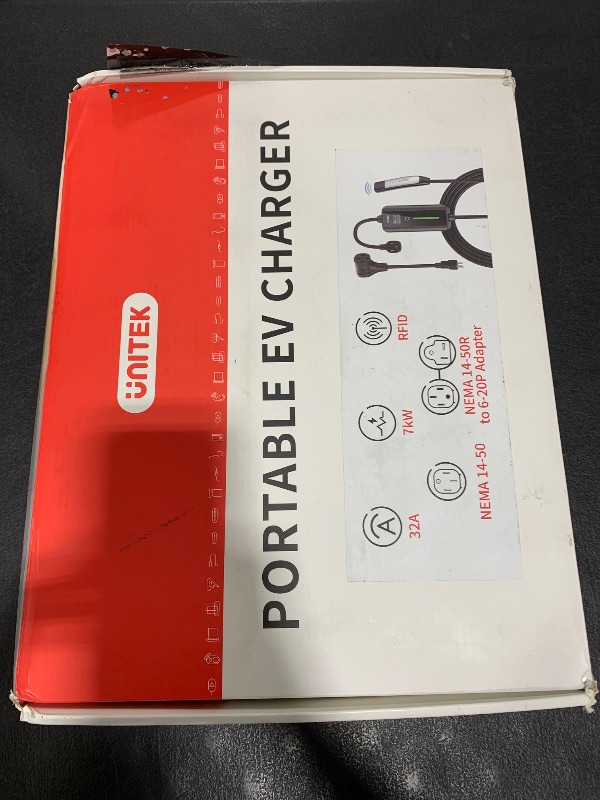 UNITEK
PORTABLE EV CHARGER
32A
7kW
RFID
NEMA 14-50
NEMA 14-50R
to 6-20P Adapter